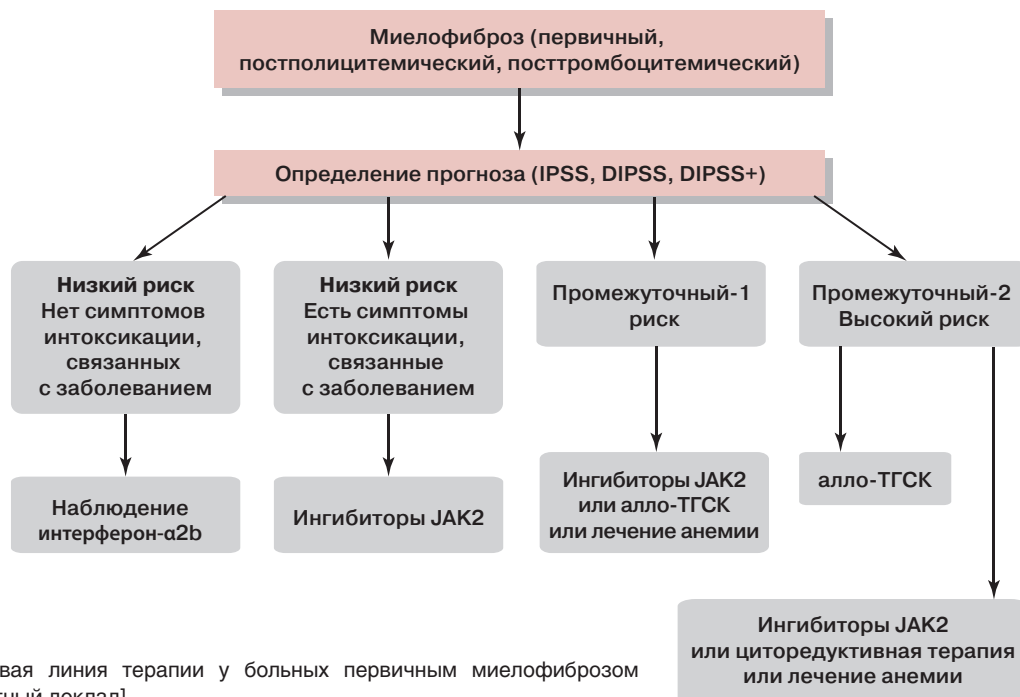 Миелофиброз (первичный,
постполицитемический, посттромбоцитемический)
Определение прогноза (IPSS, DIPSS, DIPSS+)
Низкий риск
Нет симптомов
интоксикации,
связанных
с заболеванием
Низкий риск
Есть симптомы
интоксикации,
связанные
с заболеванием
Промежуточный-1
риск
Промежуточный-2
Высокий риск
Наблюдение
интерферон-α2b
Ингибиторы JAK2
Ингибиторы JAK2
или алло-ТГСК
или лечение анемии
алло-ТГСК
Ингибиторы JAK2
или циторедуктивная терапия
или лечение анемии
вая линия терапии у больных первичным миелофиброзом